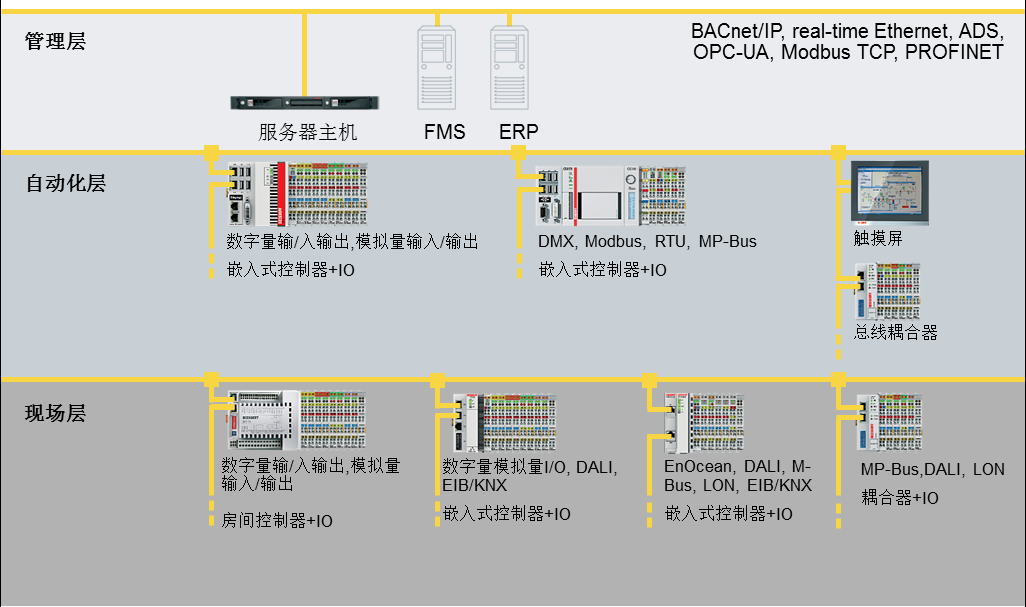 管理层
BACnet/IP, real-time Ethernet, ADS,
OPC-UA, Modbus TCP, PROFINET
服务器主机
FMS
ERP
自动化层
数字量输/入输出,模拟量输入/输出
嵌入式控制器+IO
DMX, Modbus, RTU, MP-Bus
嵌入式控制器+IO
触摸屏
总线耦合器
现场层
数字量输/入输出,模拟量
输入/输出
房间控制器+IO
数字量模拟量I/O, DALI,
EIB/KNX
嵌入式控制器+IO
EnOcean, DALI, M-
Bus, LON, EIB/KNX
嵌入式控制器+IO
MP-Bus,DALI, LON
耦合器+IO